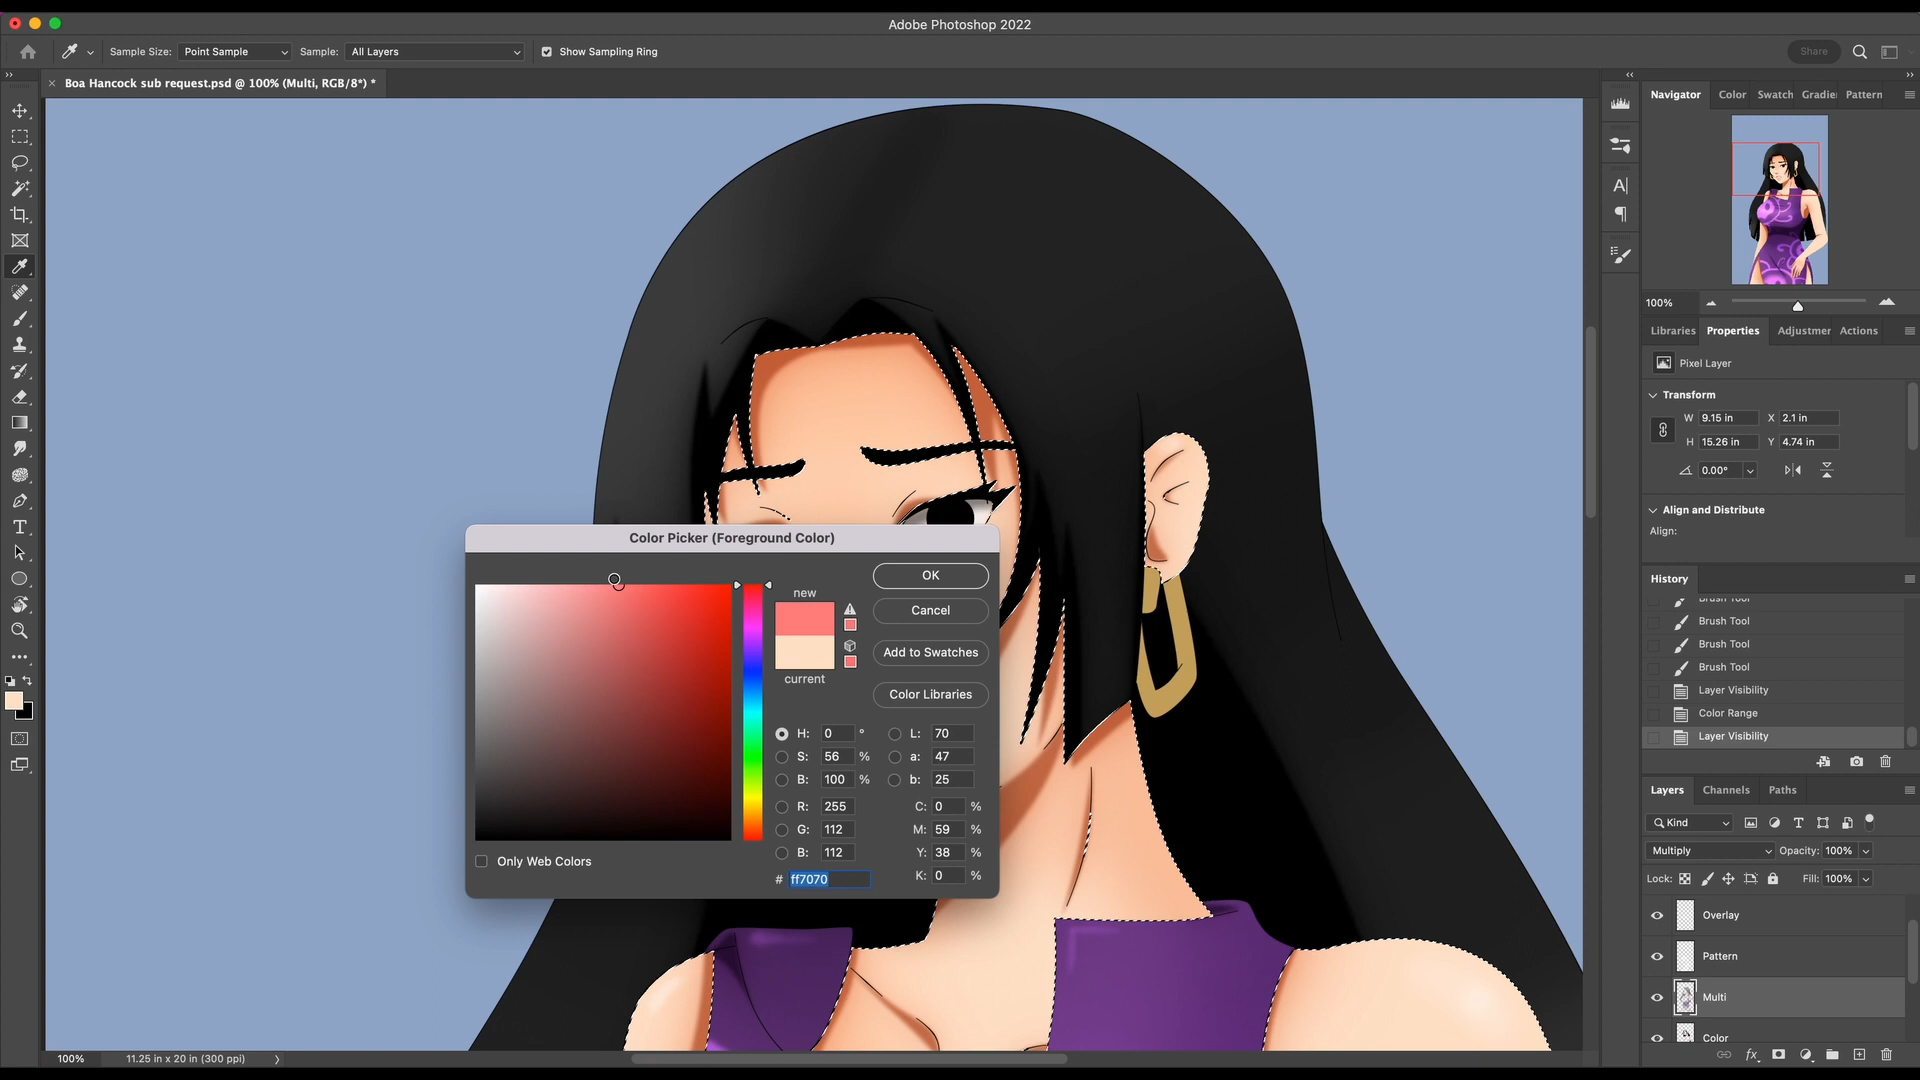 Adobe Photoshop 2022
Sample Size: Point Sample Sample: All Layers Show Sampling Ring Share
Boa Hancock sub request.psd @ 100% (Multi, RGB/8*) *
Navigator Color Swatch Gradie Pattern
100%
Libraries Properties Adjustmer Actions
Pixel Layer
Transform
W 9.15 in X 2.1 in
H 15.26 in Y 4.74 in
0.00°
Align and Distribute
Align:
History
Brush Tool
Brush Tool
Brush Tool
Brush Tool
Layer Visibility
Color Range
Layer Visibility
Layers Channels Paths
Kind
Multiply Opacity: 100%
Lock: Fill: 100%
Overlay
Pattern
Multi
Color
Color Picker (Foreground Color)
new
current
OK
Cancel
Add to Swatches
Color Libraries
H: 0 ° L: 70
S: 56 % a: 47
B: 100 % b: 25
R: 255 C: 0 %
G: 112 M: 59 %
B: 112 Y: 38 %
# ff7070 K: 0 %
Only Web Colors
100% 11.25 in x 20 in (300 ppi)